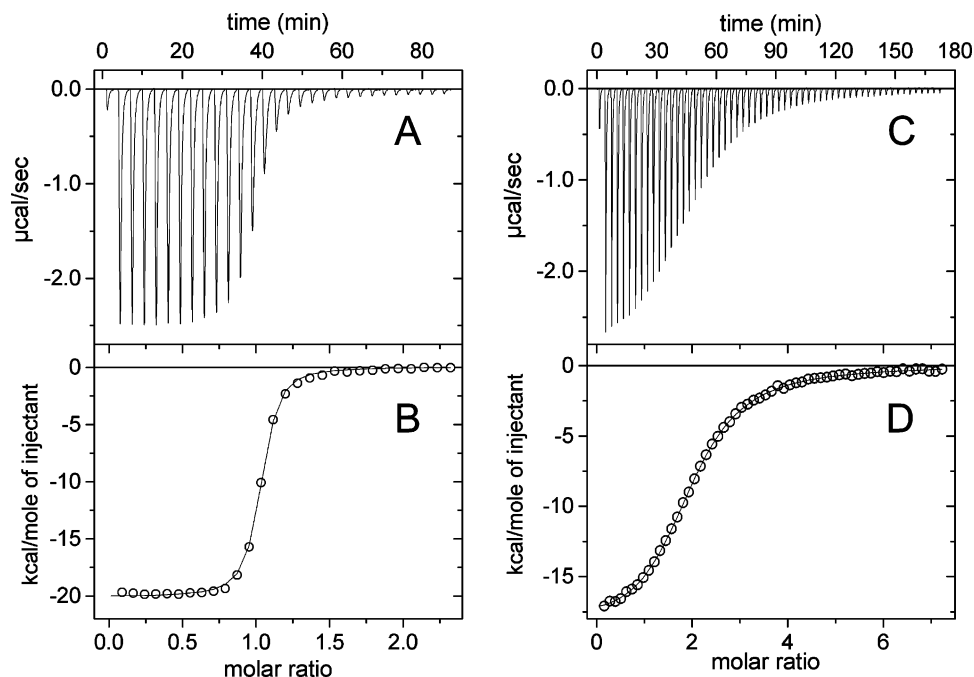 time (min)
0 20 40 60 80
0.0
-1.0
-2.0
µcal/sec
A
0
-5
-10
-15
-20
kcal/mole of injectant
B
0.0 0.5 1.0 1.5 2.0
molar ratio
time (min)
0 30 60 90 120 150 180
0.0
-1.0
-2.0
µcal/sec
C
0
-5
-10
-15
kcal/mole of injectant
D
0 2 4 6
molar ratio